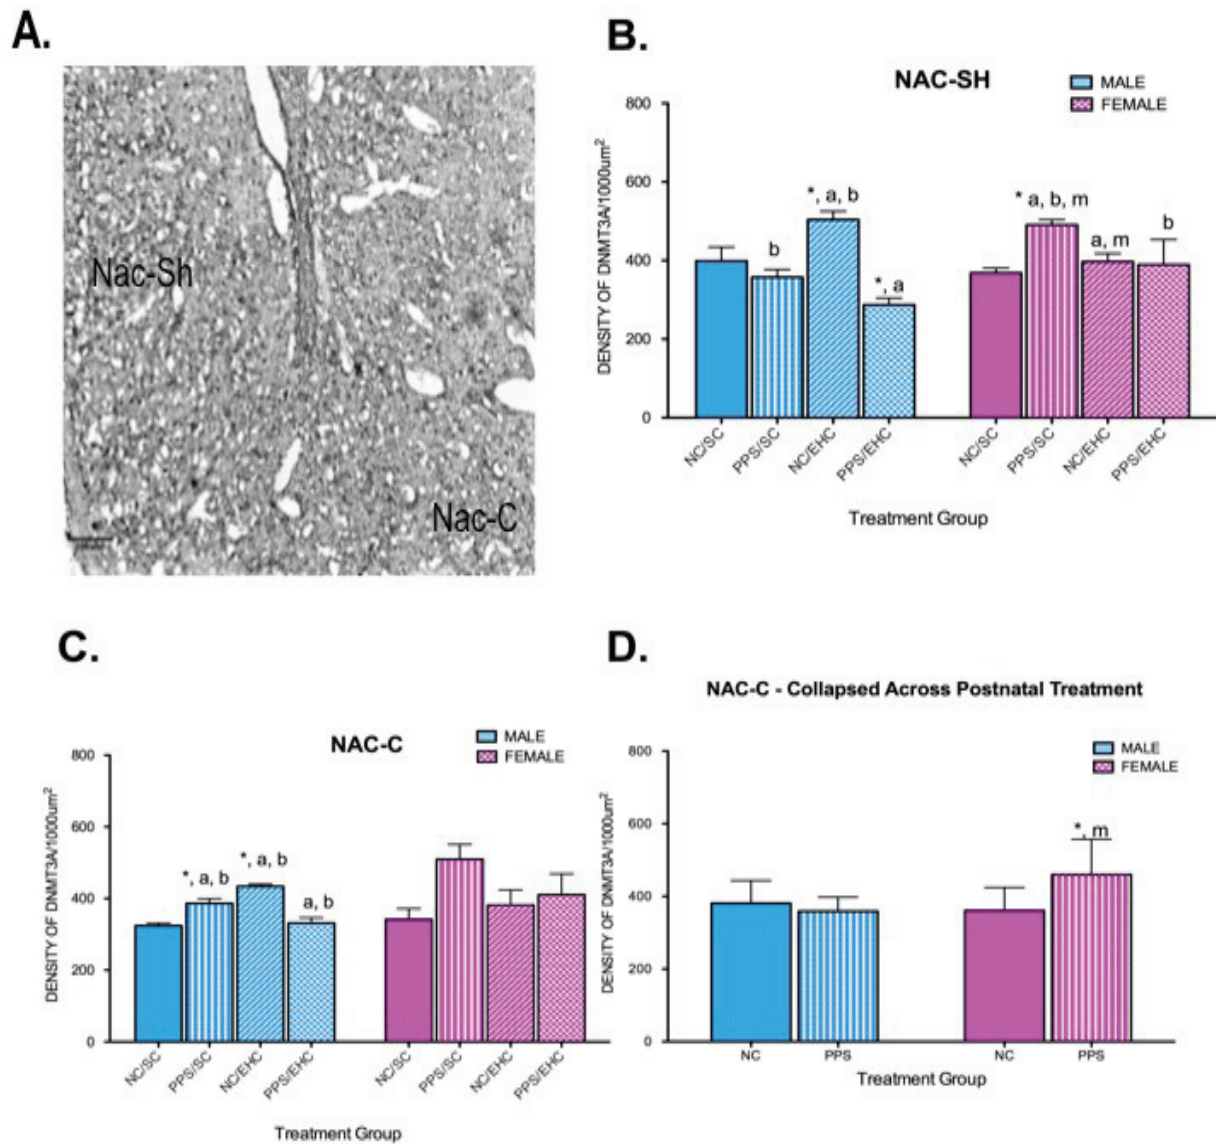 A.
Nac-Sh
Nac-C
B.
NAC-SH
MALE
FEMALE
DENSITY OF DNMT3A/1000um²
800
600
400
200
0
*, a, b
b
*, a
* a, b, m
a, m
b
NC/SC
PPS/SC
NC/EHC
PPS/EHC
NC/SC
PPS/SC
NC/EHC
PPS/EHC
Treatment Group
C.
NAC-C
MALE
FEMALE
DENSITY OF DNMT3A/1000um²
800
600
400
200
0
*, a, b
*, a, b
a, b
NC/SC
PPS/SC
NC/EHC
PPS/EHC
NC/SC
PPS/SC
NC/EHC
PPS/EHC
Treatment Group
D.
NAC-C - Collapsed Across Postnatal Treatment
MALE
FEMALE
DENSITY OF DNMT3A/1000um²
800
600
400
200
0
*, m
NC
PPS
NC
PPS
Treatment Group